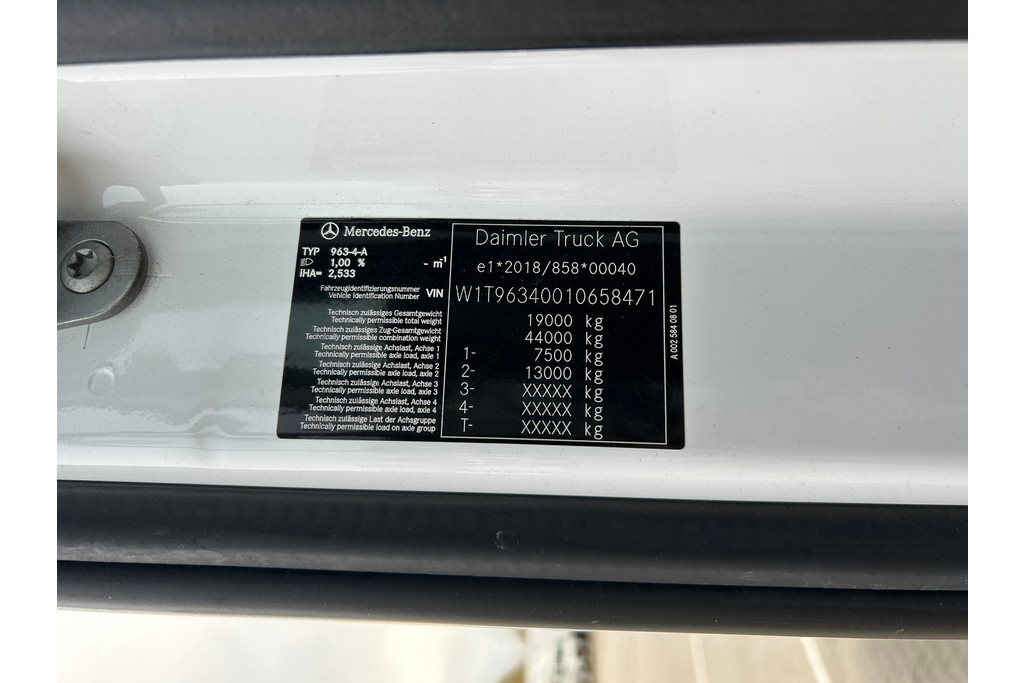 Mercedes-Benz
TYP 963-4-A
1,00 % - m⁻¹
iHA= 2,533
Daimler Truck AG
e1*2018/858*00040
Fahrzeugidentifizierungsnummer
Vehicle Identification Number VIN W1T96340010658471
Technisch zulässiges Gesamtgewicht
Technically permissible total weight 19000 kg
Technisch zulässiges Zug-Gesamtgewicht
Technically permissible combination weight 44000 kg
Technisch zulässige Achslast, Achse 1
Technically permissible axle load, axle 1 1- 7500 kg
Technisch zulässige Achslast, Achse 2
Technically permissible axle load, axle 2 2- 13000 kg
Technisch zulässige Achslast, Achse 3
Technically permissible axle load, axle 3 3- XXXXX kg
Technisch zulässige Achslast, Achse 4
Technically permissible axle load, axle 4 4- XXXXX kg
Technisch zulässige Last der Achsgruppe
Technically permissible load on axle group T- XXXXX kg
A 002 584 08 01